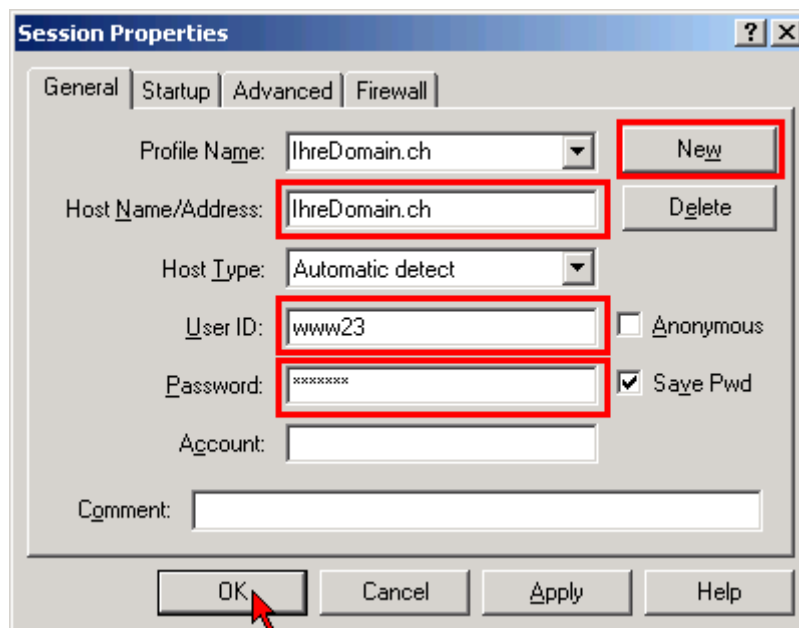 Session Properties
General Startup Advanced Firewall
Profile Name: IhreDomain.ch New
Host Name/Address: IhreDomain.ch Delete
Host Type: Automatic detect
User ID: www23 Anonymous
Password: ******* Save Pwd
Account:
Comment:
OK Cancel Apply Help